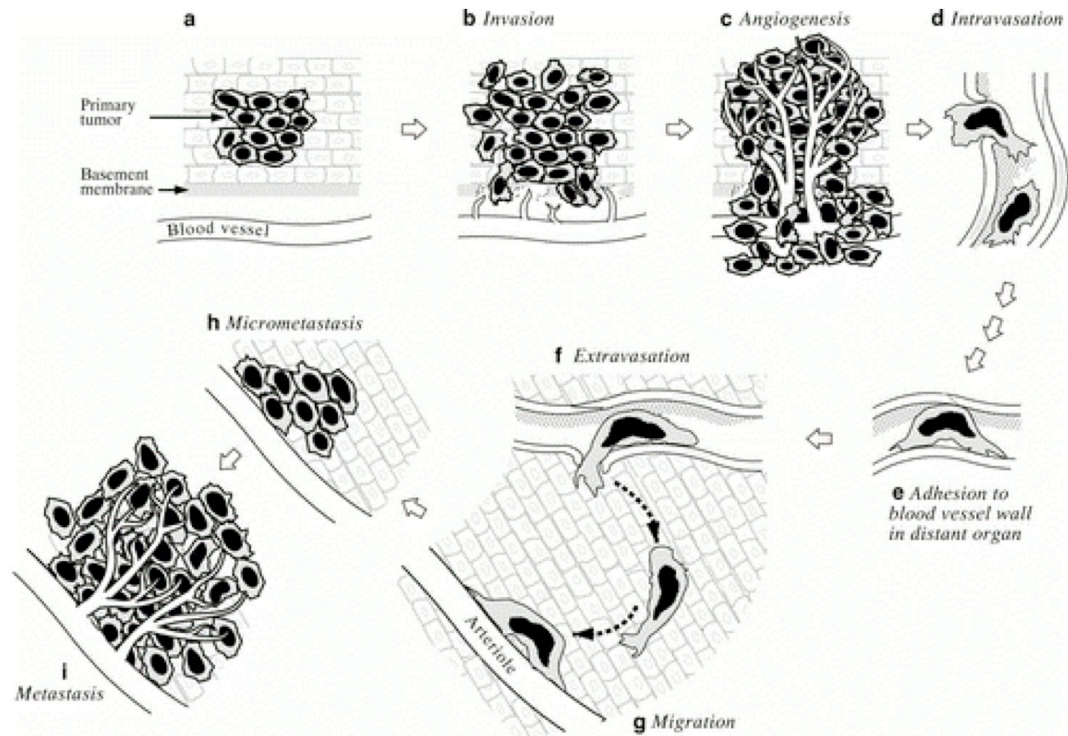 a
b Invasion
c Angiogenesis
d Intravasation
Primary
tumor
Basement
membrane
Blood vessel
h Micrometastasis
f Extravasation
e Adhesion to
blood vessel wall
in distant organ
Arteriole
i
Metastasis
g Migration